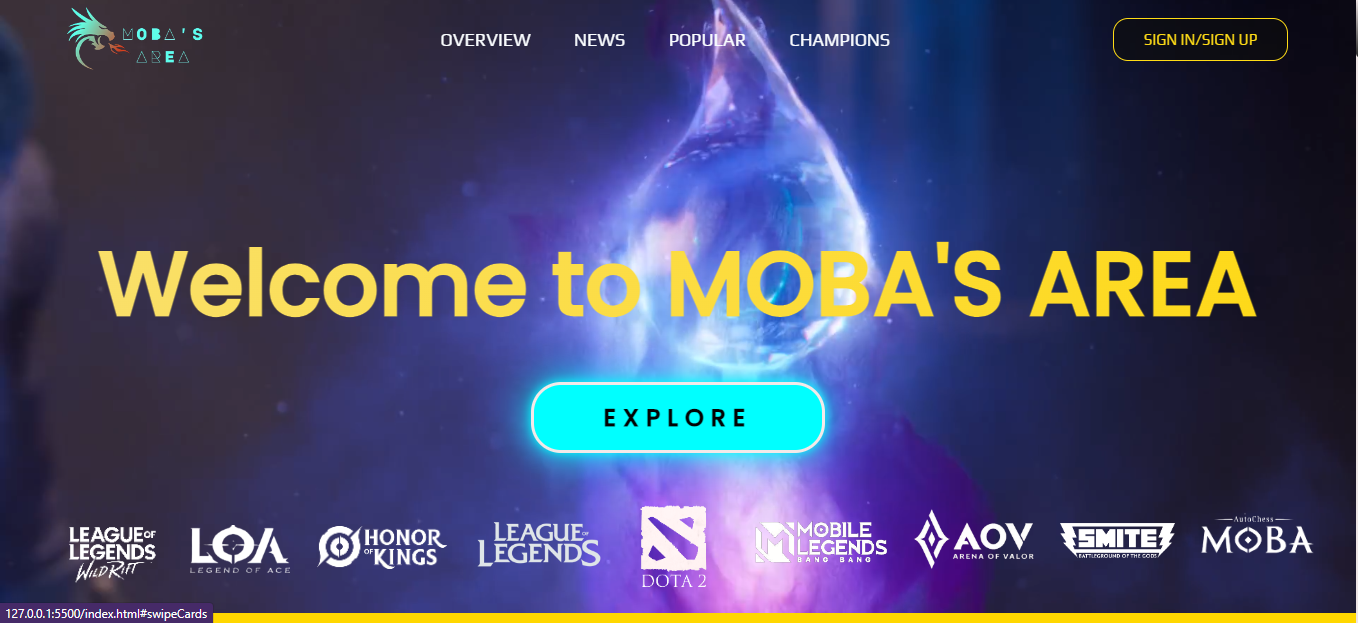 MOBA'S
AREA
OVERVIEW
NEWS
POPULAR
CHAMPIONS
SIGN IN/SIGN UP
Welcome to MOBA'S AREA
EXPLORE
LEAGUE OF
LEGENDS
WILD RIFT
LOA
LEGEND OF ACE
HONOR
OF KINGS
LEAGUE OF
LEGENDS
DOTA 2
MOBILE
LEGENDS
BANG BANG
AOV
ARENA OF VALOR
SMITE
BATTLEGROUND OF THE GODS
AutoChess
MOBA
127.0.0.1:5500/index.html#swipeCards